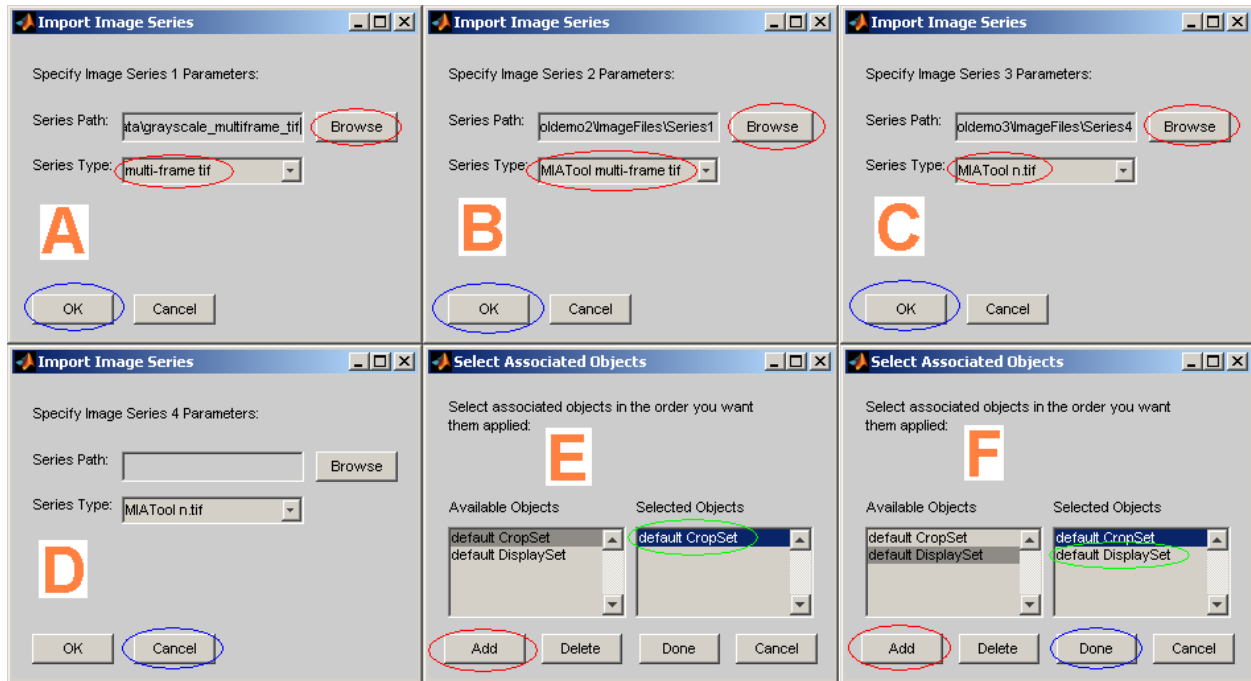 Import Image Series
Specify Image Series 1 Parameters:
Series Path: ata\grayscale_multiframe_tif Browse
Series Type: multi-frame tif
A
OK Cancel
Import Image Series
Specify Image Series 2 Parameters:
Series Path: oldemo2\ImageFiles\Series1 Browse
Series Type: MIATool multi-frame tif
B
OK Cancel
Import Image Series
Specify Image Series 3 Parameters:
Series Path: oldemo3\ImageFiles\Series4 Browse
Series Type: MIATool n.tif
C
OK Cancel
Import Image Series
Specify Image Series 4 Parameters:
Series Path: Browse
Series Type: MIATool n.tif
D
OK Cancel
Select Associated Objects
Select associated objects in the order you want
them applied:
E
Available Objects Selected Objects
default CropSet default CropSet
default DisplaySet
Add Delete Done Cancel
Select Associated Objects
Select associated objects in the order you want
them applied:
F
Available Objects Selected Objects
default CropSet default CropSet
default DisplaySet default DisplaySet
Add Delete Done Cancel